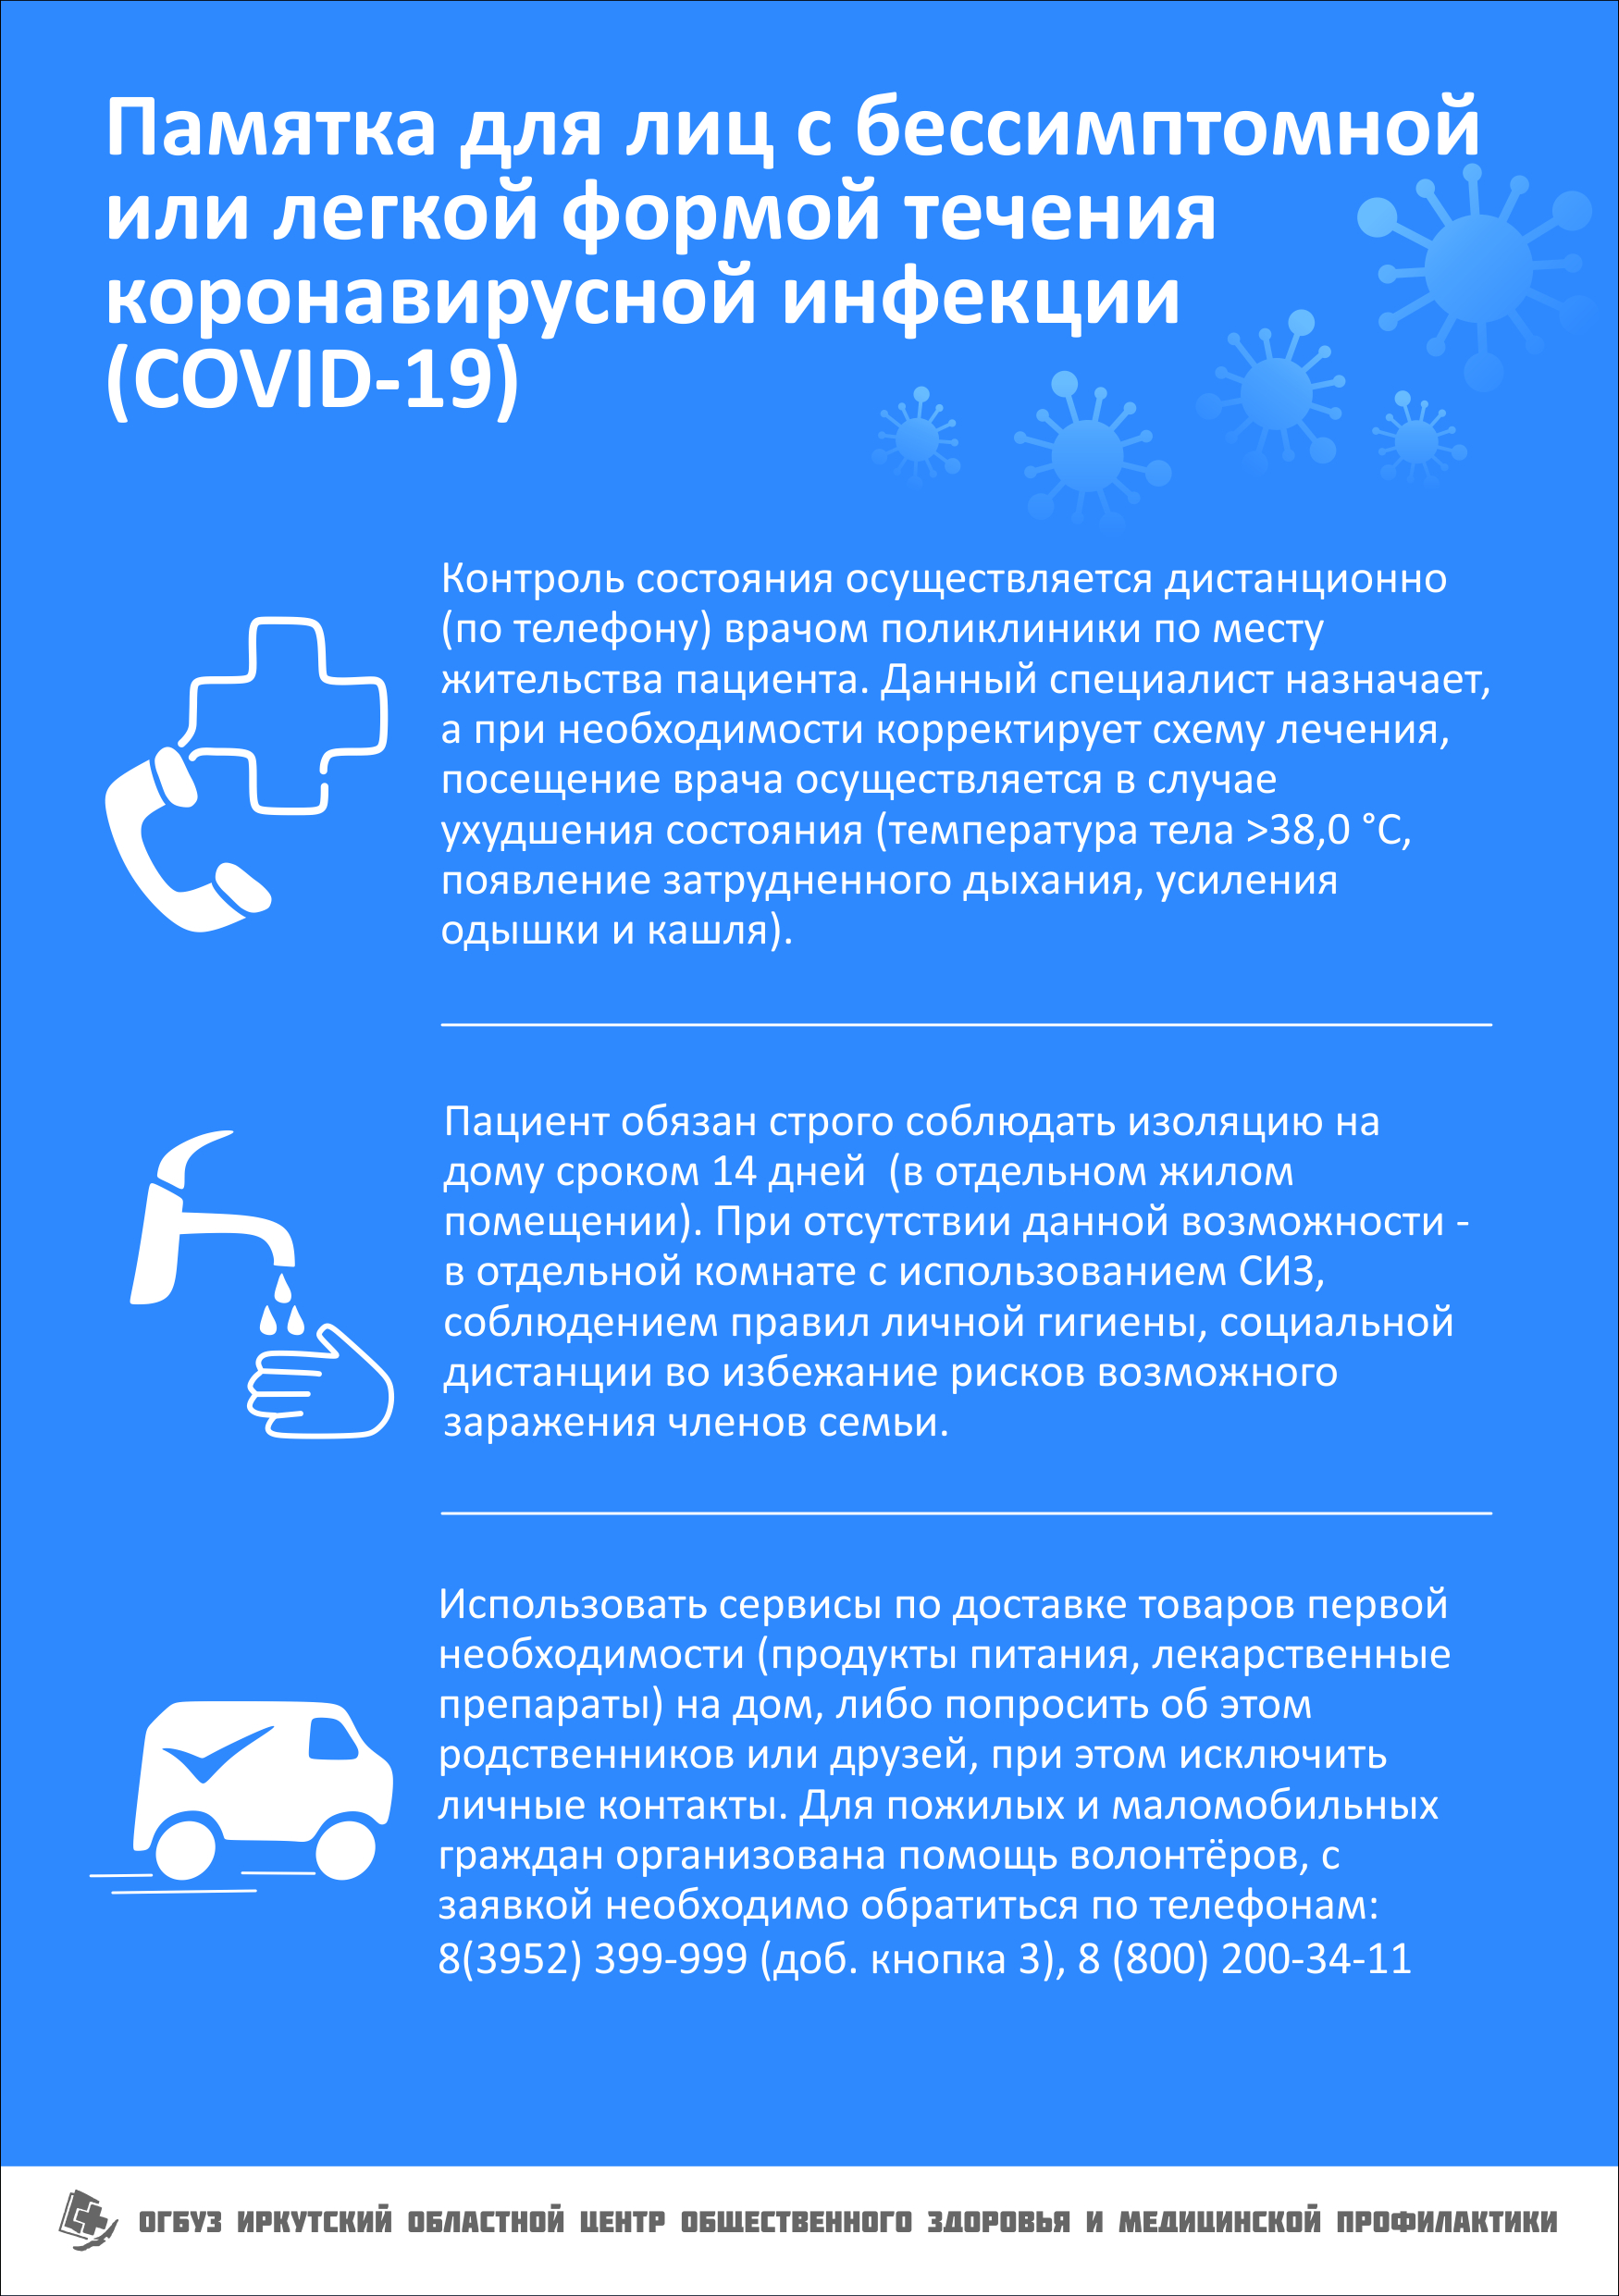 Памятка для лиц с бессимптомной
или легкой формой течения
коронавирусной инфекции
(COVID-19)
Контроль состояния осуществляется дистанционно
(по телефону) врачом поликлиники по месту
жительства пациента. Данный специалист назначает,
а при необходимости корректирует схему лечения,
посещение врача осуществляется в случае
ухудшения состояния (температура тела >38,0 °С,
появление затрудненного дыхания, усиления
одышки и кашля).
Пациент обязан строго соблюдать изоляцию на
дому сроком 14 дней  (в отдельном жилом
помещении). При отсутствии данной возможности -
в отдельной комнате с использованием СИЗ,
соблюдением правил личной гигиены, социальной
дистанции во избежание рисков возможного
заражения членов семьи.
Использовать сервисы по доставке товаров первой
необходимости (продукты питания, лекарственные
препараты) на дом, либо попросить об этом
родственников или друзей, при этом исключить
личные контакты. Для пожилых и маломобильных
граждан организована помощь волонтёров, с
заявкой необходимо обратиться по телефонам:
8(3952) 399-999 (доб. кнопка 3), 8 (800) 200-34-11
ОГБУЗ ИРКУТСКИЙ ОБЛАСТНОЙ ЦЕНТР ОБЩЕСТВЕННОГО ЗДОРОВЬЯ И МЕДИЦИНСКОЙ ПРОФИЛАКТИКИ